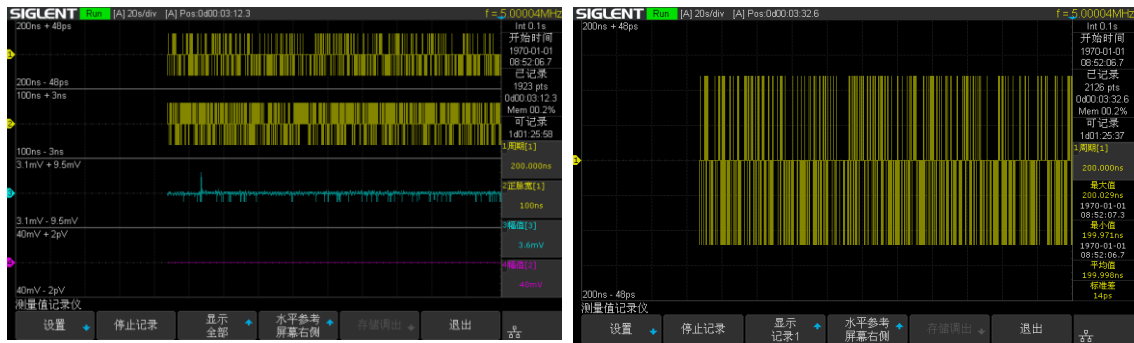 SIGLENT Run [A] 20s/div [A] Pos:0d00:03:12.3 f = 5.00004MHz
200ns + 48ps
200ns - 48ps
100ns + 3ns
100ns - 3ns
3.1mV + 9.5mV
3.1mV - 9.5mV
40mV + 2pV
40mV - 2pV
1
2
3
4
Int 0.1s
开始时间
1970-01-01
08:52:06.7
已记录
1923 pts
0d00:03:12.3
Mem 00.2%
可记录
1d01:25:58
1周期[1]
200.000ns
2正脉宽[1]
100ns
3幅值[3]
3.6mV
幅值[2]
40mV
测量值记录仪
设置
停止记录
显示
全部
水平参考
屏幕右侧
存储调出
退出
SIGLENT Run [A] 20s/div [A] Pos:0d00:03:32.6 f = 5.00004MHz
200ns + 48ps
200ns - 48ps
1
Int 0.1s
开始时间
1970-01-01
08:52:06.7
已记录
2126 pts
0d00:03:32.6
Mem 00.2%
可记录
1d01:25:37
1周期[1]
200.000ns
最大值
200.029ns
1970-01-01
08:52:07.3
最小值
199.971ns
1970-01-01
08:52:06.7
平均值
199.998ns
标准差
14ps
测量值记录仪
设置
停止记录
显示
记录1
水平参考
屏幕右侧
存储调出
退出